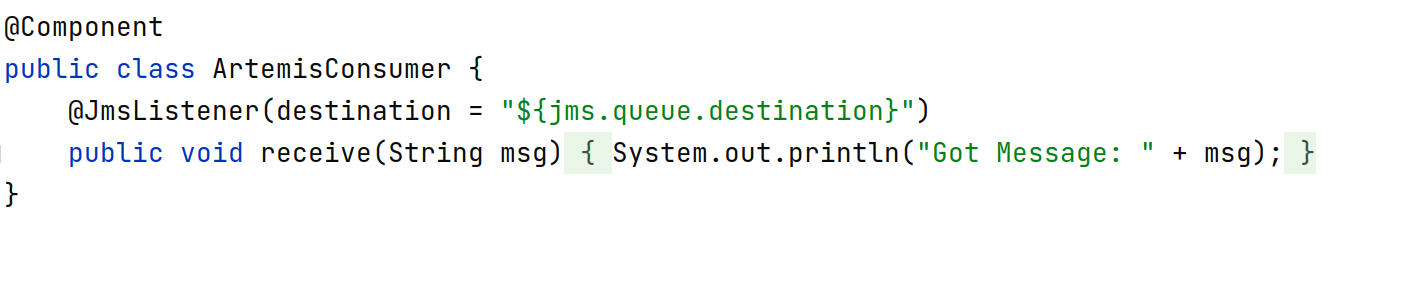 @Component
public class ArtemisConsumer {
    @JmsListener(destination = "${jms.queue.destination}")
    public void receive(String msg) { System.out.println("Got Message: " + msg); }
}